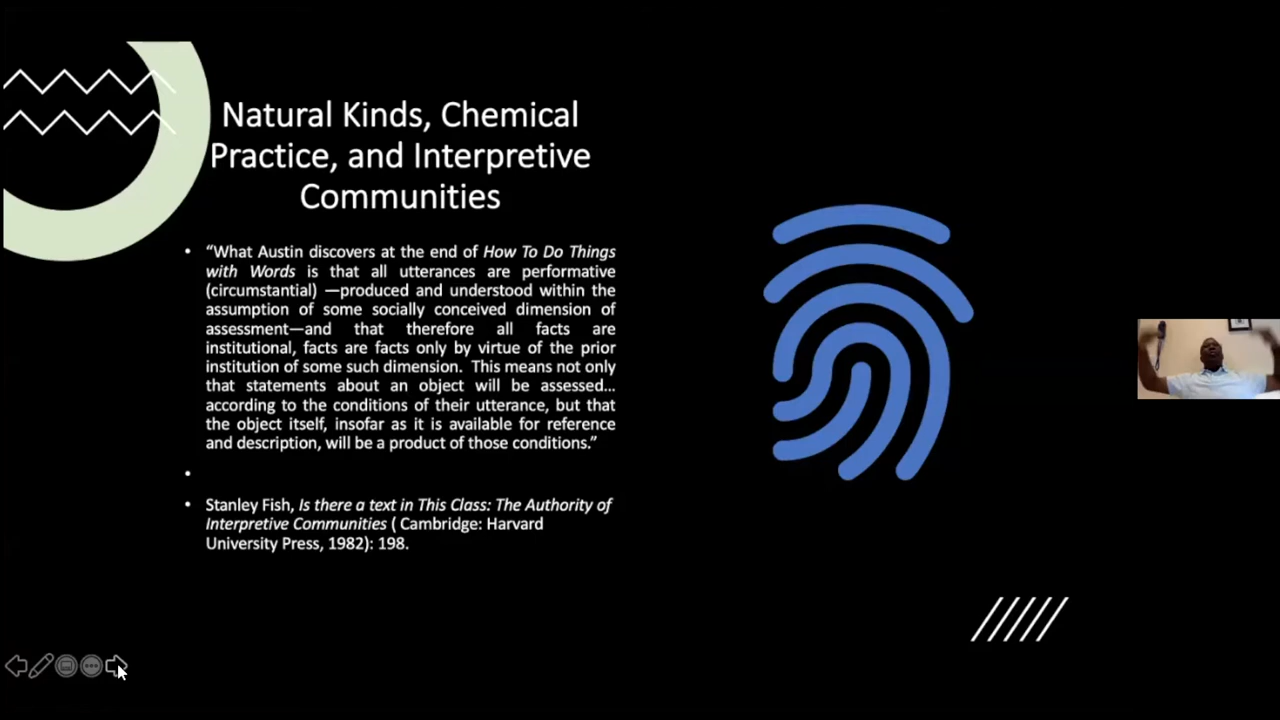 Natural Kinds, Chemical
Practice, and Interpretive
Communities
• “What Austin discovers at the end of How To Do Things
with Words is that all utterances are performative
(circumstantial) —produced and understood within the
assumption of some socially conceived dimension of
assessment—and that therefore all facts are
institutional, facts are facts only by virtue of the prior
institution of some such dimension. This means not only
that statements about an object will be assessed…
according to the conditions of their utterance, but that
the object itself, insofar as it is available for reference
and description, will be a product of those conditions.”
•
• Stanley Fish, Is there a text in This Class: The Authority of
Interpretive Communities ( Cambridge: Harvard
University Press, 1982): 198.